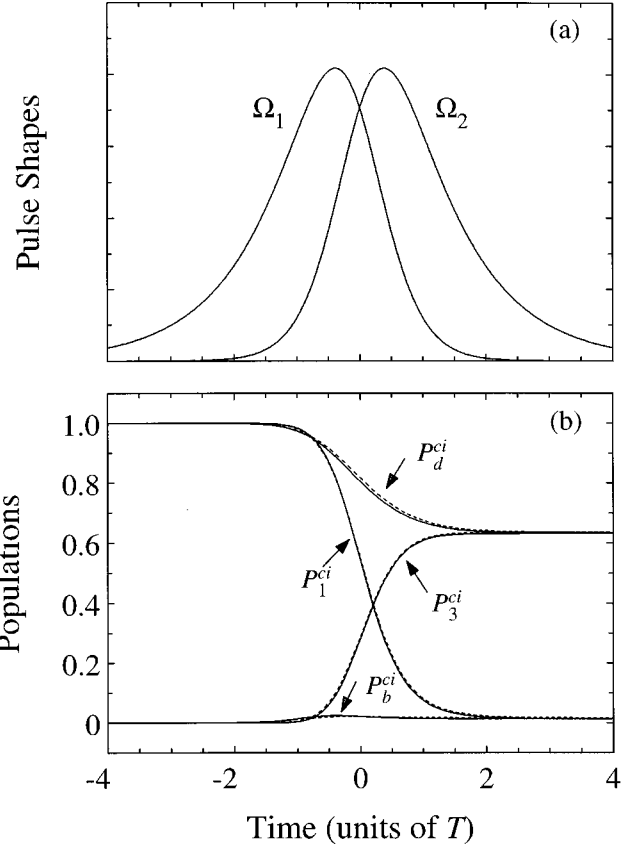 (a)
Ω₁ Ω₂
Pulse Shapes
(b)
1.0
0.8
0.6
0.4
0.2
0
P_d^{ci}
P_1^{ci}
P_3^{ci}
P_b^{ci}
Populations
-4 -2 0 2 4
Time (units of T)